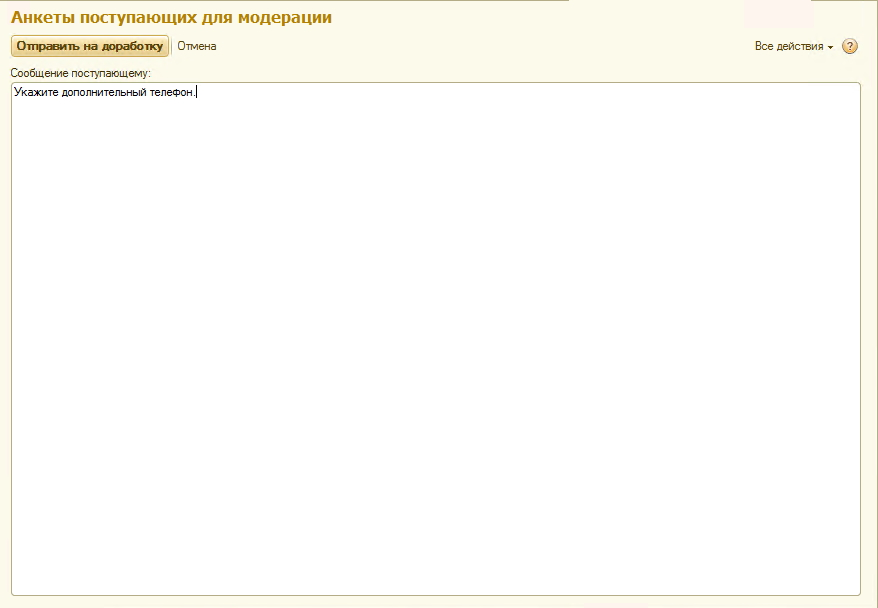 Анкеты поступающих для модерации
Отправить на доработку Отмена Все действия ?
Сообщение поступающему:
Укажите дополнительный телефон.